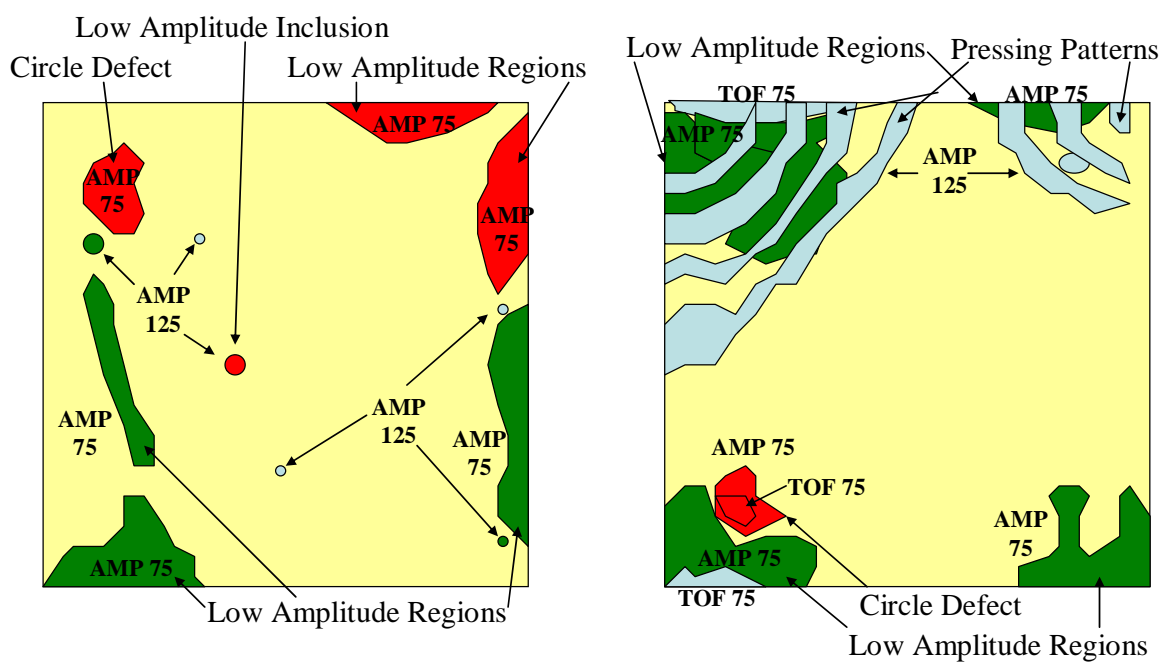 Low Amplitude Inclusion
Circle Defect
Low Amplitude Regions
AMP 75
AMP
75
AMP
75
AMP
125
AMP
75
AMP
125
AMP
75
AMP 75
Low Amplitude Regions
Low Amplitude Regions
Pressing Patterns
TOF 75
AMP 75
AMP 75
AMP
125
AMP 75
TOF 75
AMP
75
AMP 75
TOF 75
Circle Defect
Low Amplitude Regions